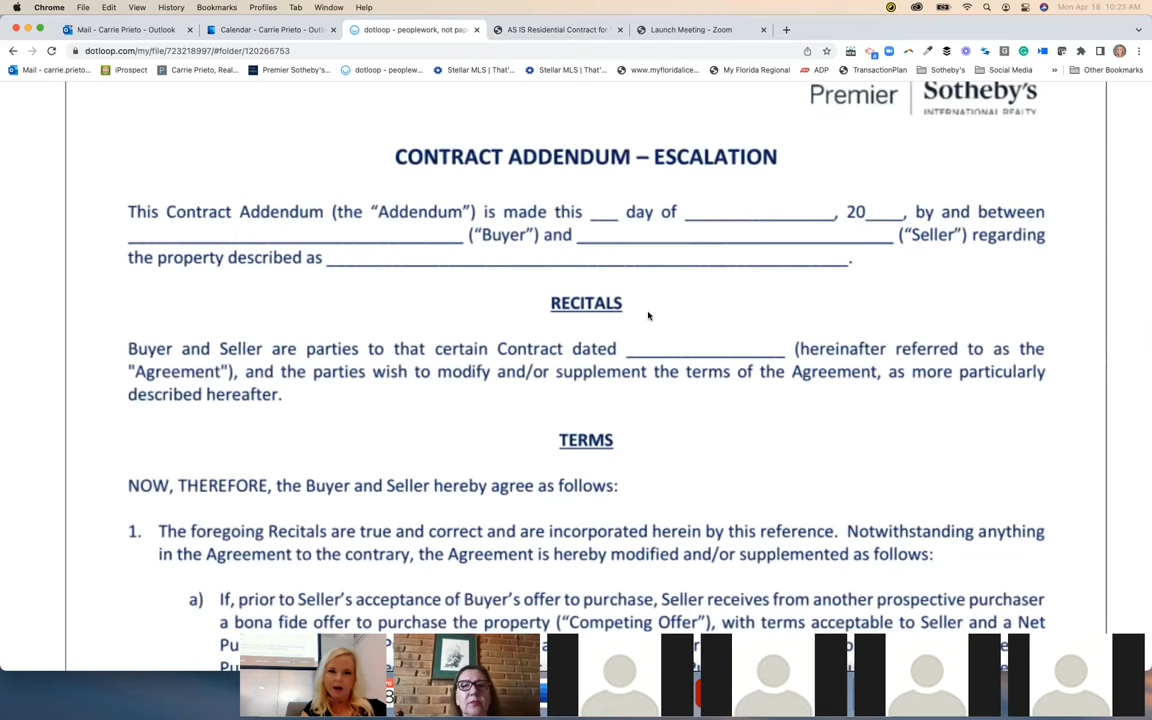 Chrome File Edit View History Bookmarks Profiles Tab Window Help Mon Apr 18 10:23 AM
Mail - Carrie Prieto - Outlook Calendar - Carrie Prieto - Outl dotloop - peoplework, not pap AS IS Residential Contract for Launch Meeting - Zoom
dotloop.com/my/file/723218997/#folder/120266753
Mail - carrie.prieto... iProspect Carrie Prieto, Real... Premier Sotheby's... dotloop - peoplew... Stellar MLS | That'... Stellar MLS | That'... www.myfloridalice... My Florida Regional ADP TransactionPlan Sotheby's Social Media » Other Bookmarks
Premier Sotheby's
INTERNATIONAL REALTY
CONTRACT ADDENDUM – ESCALATION
This Contract Addendum (the “Addendum”) is made this ___ day of ________________, 20____, by and between
____________________________________ (“Buyer”) and __________________________________ (“Seller”) regarding
the property described as ________________________________________________________.
RECITALS
Buyer and Seller are parties to that certain Contract dated _________________ (hereinafter referred to as the
"Agreement"), and the parties wish to modify and/or supplement the terms of the Agreement, as more particularly
described hereafter.
TERMS
NOW, THEREFORE, the Buyer and Seller hereby agree as follows:
1. The foregoing Recitals are true and correct and are incorporated herein by this reference. Notwithstanding anything
in the Agreement to the contrary, the Agreement is hereby modified and/or supplemented as follows:
a) If, prior to Seller’s acceptance of Buyer’s offer to purchase, Seller receives from another prospective purchaser
a bona fide offer to purchase the property (“Competing Offer”), with terms acceptable to Seller and a Net